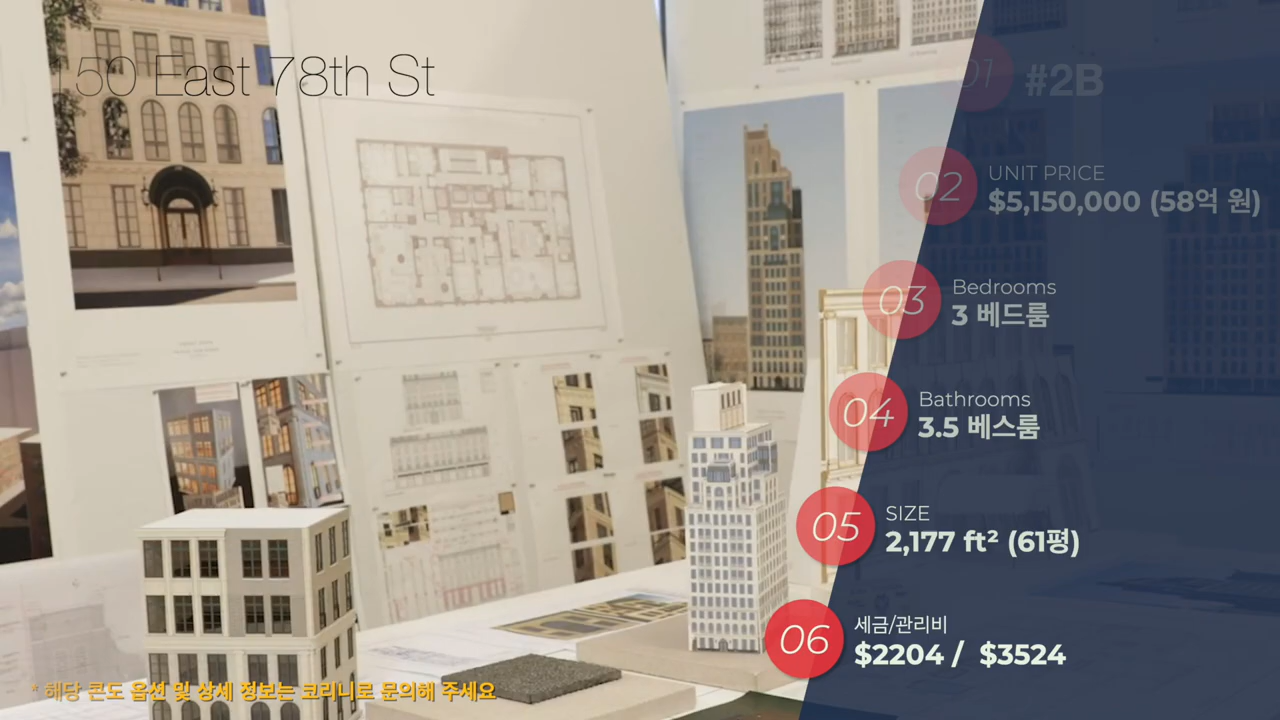 150 East 78th St
01
#2B
02
UNIT PRICE
$5,150,000 (58억 원)
03
Bedrooms
3 베드룸
04
Bathrooms
3.5 베스룸
05
SIZE
2,177 ft² (61평)
06
세금/관리비
$2204 / $3524
* 해당 콘도 옵션 및 상세 정보는 코리니로 문의해 주세요